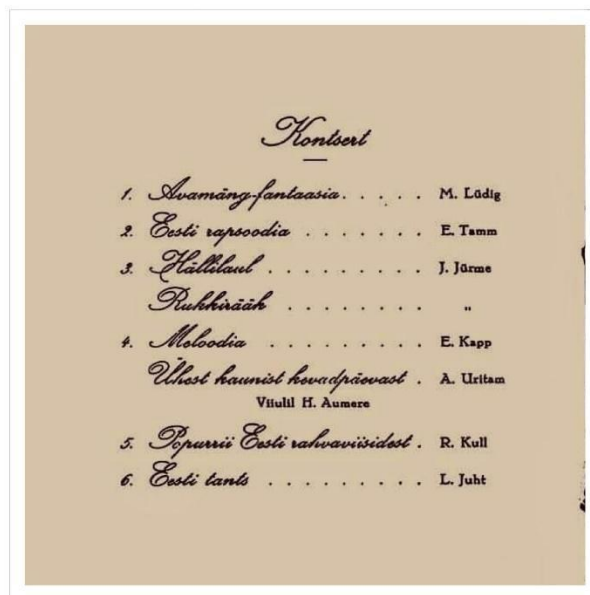 Kontsert
1. Avamäng-fantaasia. . . . . M. Lüdig
2. Eesti rapsoodia . . . . . . . E. Tamm
3. Hällilaul . . . . . . . . . J. Jürme
Rukkirääk . . . . . . . . "
4. Meloodia . . . . . . . . . E. Kapp
Ühest kaunist kevadpäevast . A. Uritam
Viiulil H. Aumere
5. Popurrii Eesti rahvaviisidest . R. Kull
6. Eesti tants . . . . . . . . . L. Juht